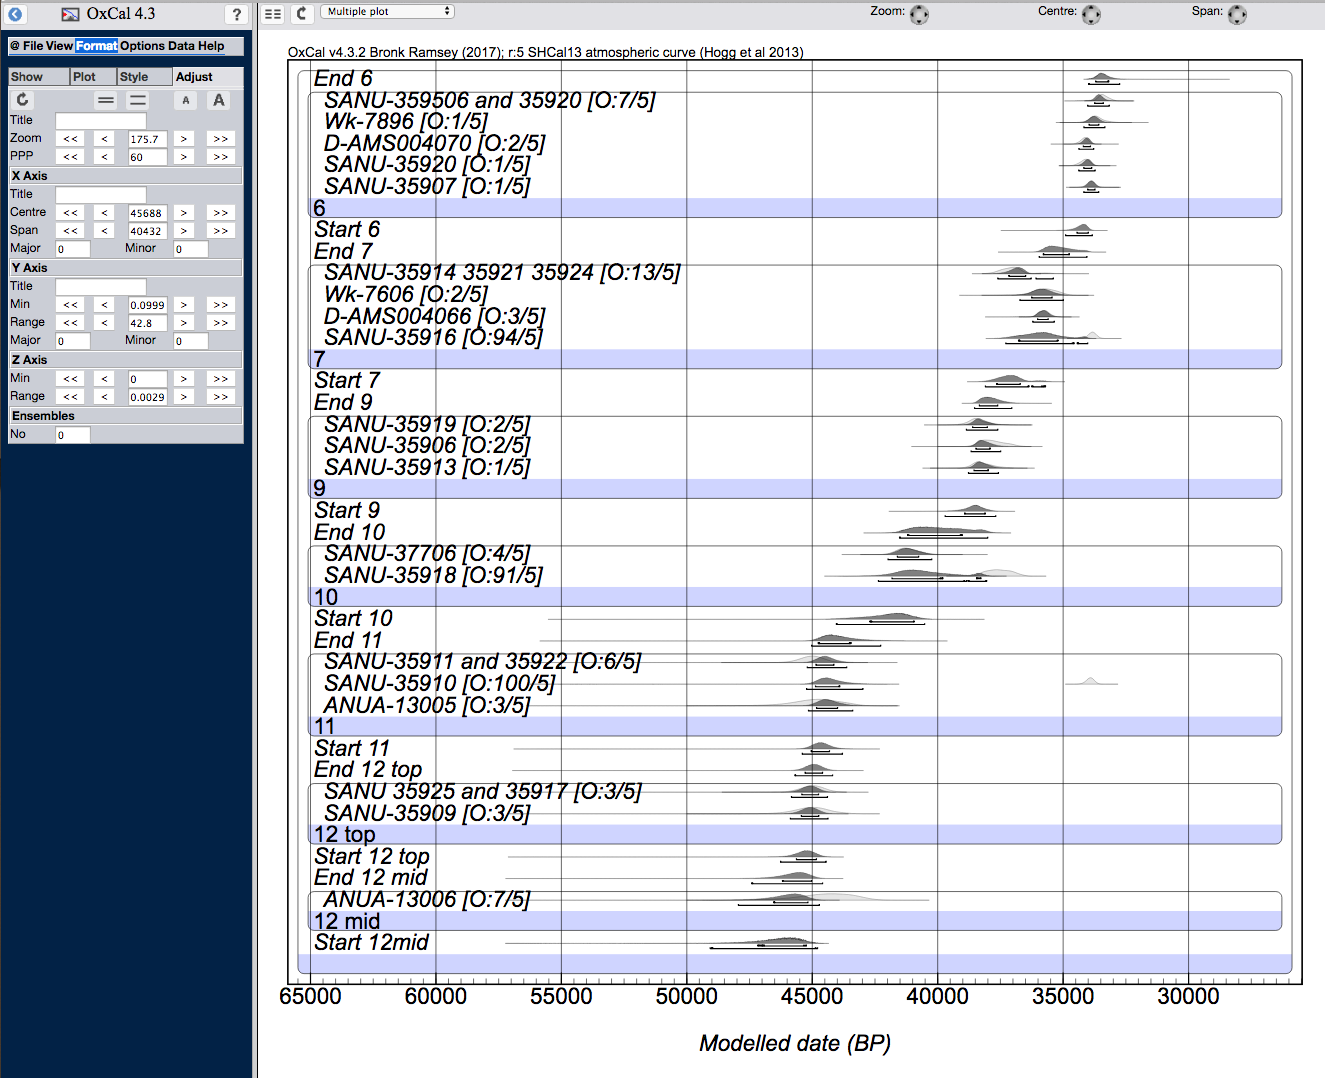 OxCal 4.3
?
Multiple plot
Zoom:
Centre:
Span:
@ File View Format Options Data Help
Show Plot Style Adjust
A A
Title
Zoom << < 175.7 > >>
PPP << < 60 > >>
X Axis
Title
Centre << < 45688 > >>
Span << < 40432 > >>
Major 0 Minor 0
Y Axis
Title
Min << < 0.0999 > >>
Range << < 42.8 > >>
Major 0 Minor 0
Z Axis
Min << < 0 > >>
Range << < 0.0029 > >>
Ensembles
No 0
OxCal v4.3.2 Bronk Ramsey (2017); r:5 SHCal13 atmospheric curve (Hogg et al 2013)
End 6
SANU-359506 and 35920 [O:7/5]
Wk-7896 [O:1/5]
D-AMS004070 [O:2/5]
SANU-35920 [O:1/5]
SANU-35907 [O:1/5]
6
Start 6
End 7
SANU-35914 35921 35924 [O:13/5]
Wk-7606 [O:2/5]
D-AMS004066 [O:3/5]
SANU-35916 [O:94/5]
7
Start 7
End 9
SANU-35919 [O:2/5]
SANU-35906 [O:2/5]
SANU-35913 [O:1/5]
9
Start 9
End 10
SANU-37706 [O:4/5]
SANU-35918 [O:91/5]
10
Start 10
End 11
SANU-35911 and 35922 [O:6/5]
SANU-35910 [O:100/5]
ANUA-13005 [O:3/5]
11
Start 11
End 12 top
SANU 35925 and 35917 [O:3/5]
SANU-35909 [O:3/5]
12 top
Start 12 top
End 12 mid
ANUA-13006 [O:7/5]
12 mid
Start 12mid
65000 60000 55000 50000 45000 40000 35000 30000
Modelled date (BP)